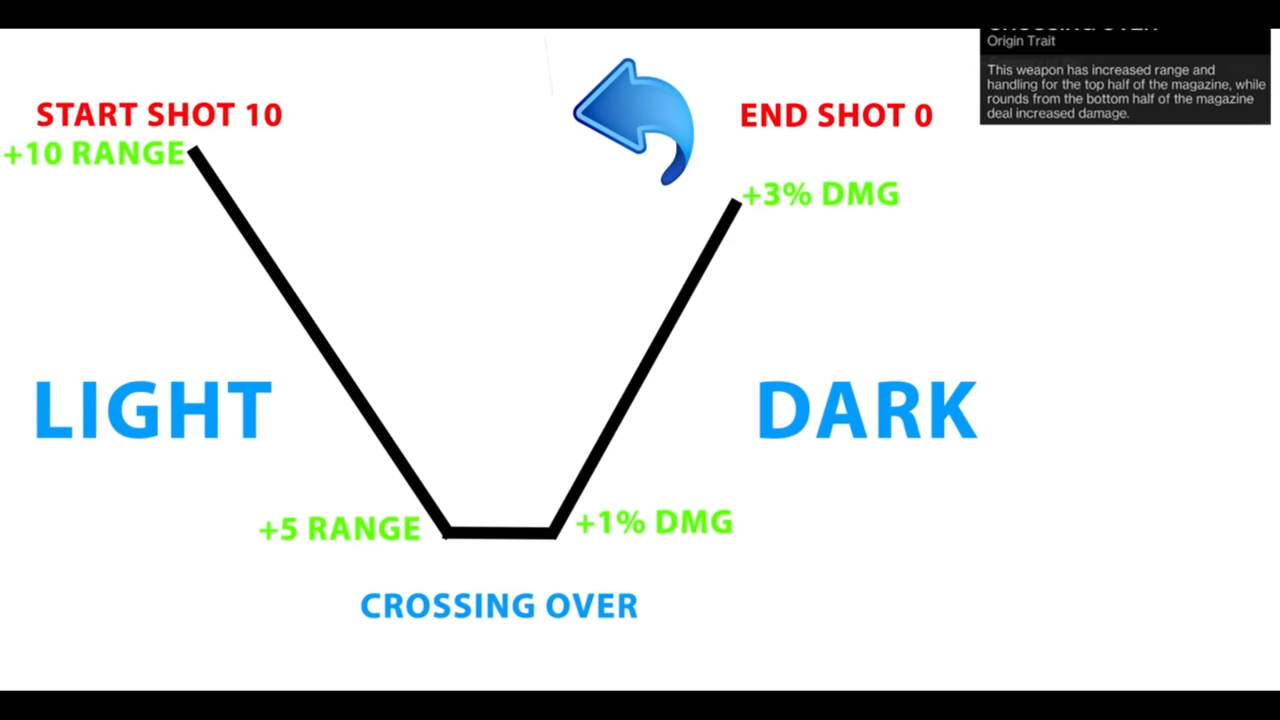 Origin Trait
This weapon has increased range and
handling for the top half of the magazine, while
rounds from the bottom half of the magazine
deal increased damage.
START SHOT 10
END SHOT 0
+10 RANGE
+3% DMG
LIGHT
DARK
+5 RANGE
+1% DMG
CROSSING OVER